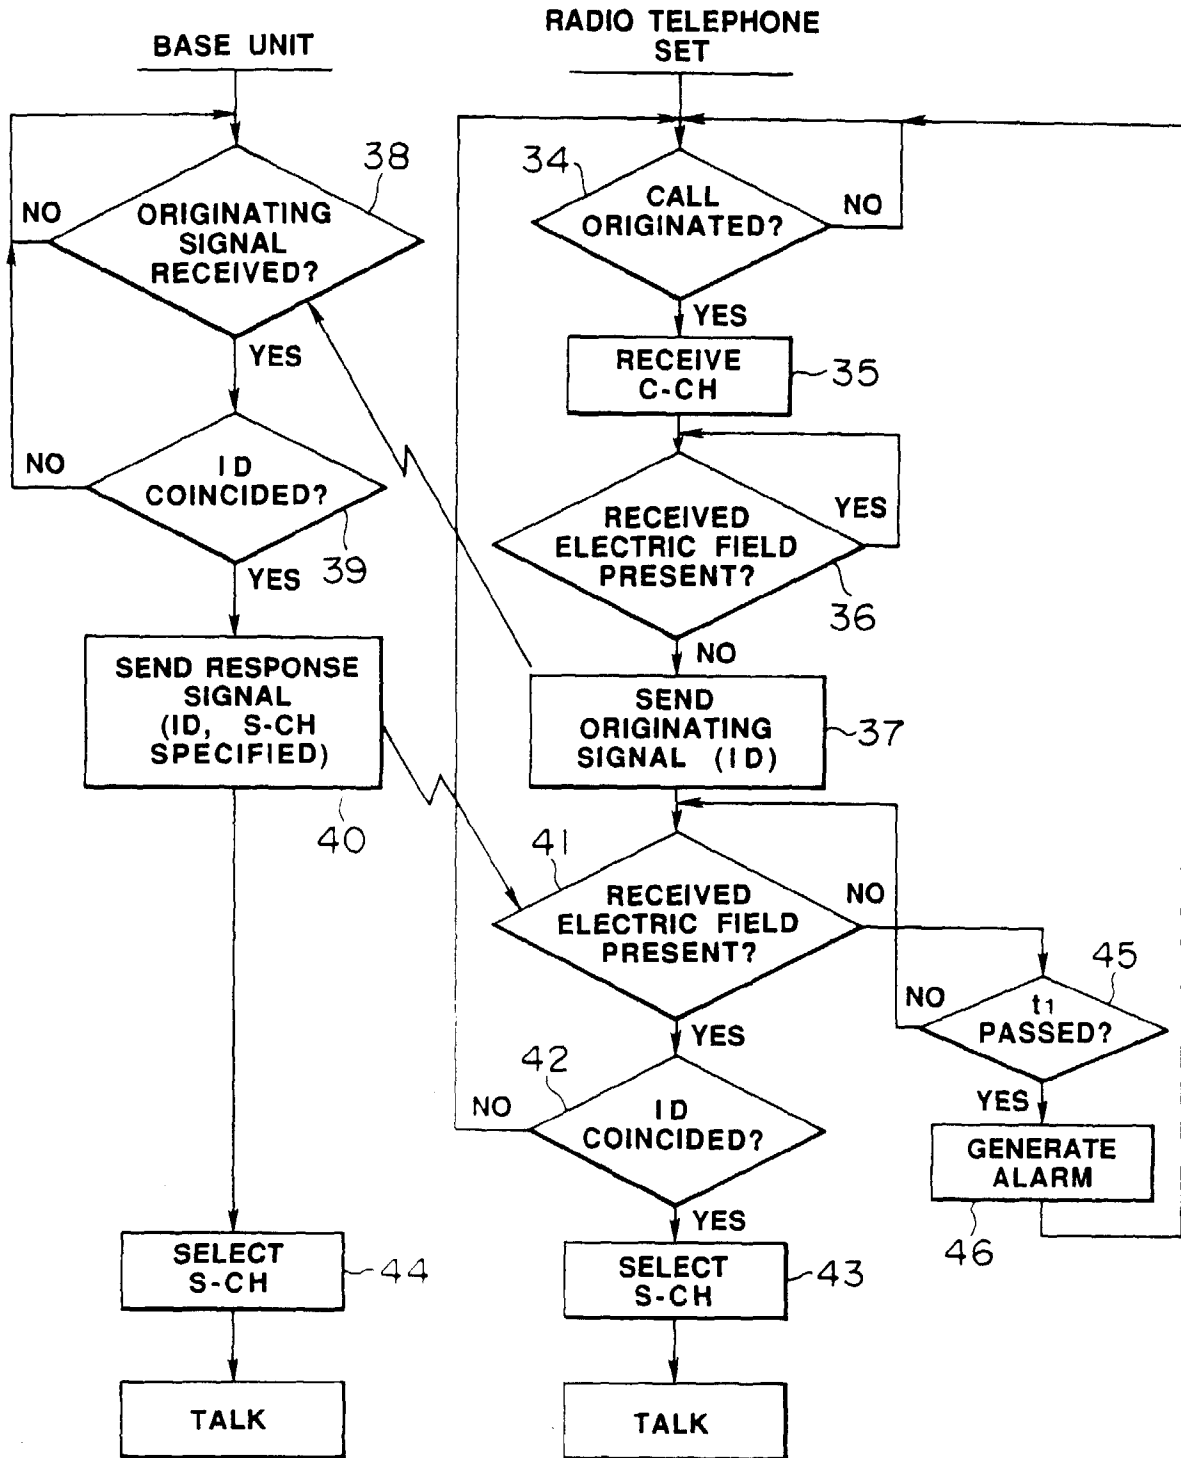 BASE UNIT
RADIO TELEPHONE
SET
38
NO
ORIGINATING
SIGNAL
RECEIVED?
YES
34
CALL
ORIGINATED?
NO
YES
RECEIVE
C-CH
35
NO
ID
COINCIDED?
39
YES
RECEIVED
ELECTRIC FIELD
PRESENT?
YES
36
NO
SEND RESPONSE
SIGNAL
(ID, S-CH
SPECIFIED)
40
SEND
ORIGINATING
SIGNAL (ID)
37
41
RECEIVED
ELECTRIC FIELD
PRESENT?
NO
YES
45
NO
t1
PASSED?
YES
42
NO
ID
COINCIDED?
YES
GENERATE
ALARM
46
SELECT
S-CH
44
SELECT
S-CH
43
TALK
TALK